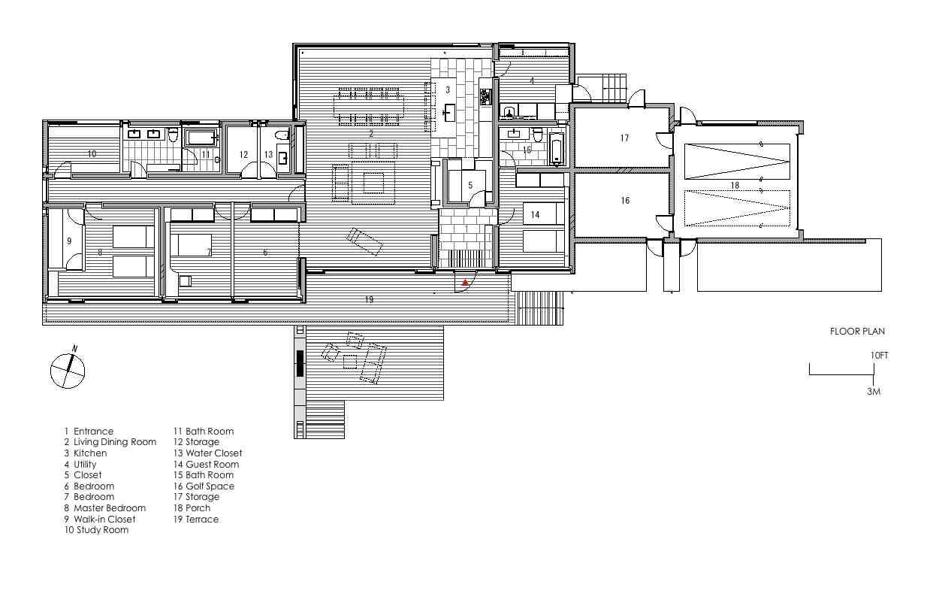 4
3
17
2
10
11
12
13
15
5
18
16
14
9
8
7
6
19
FLOOR PLAN
N
10FT
3M
1 Entrance
2 Living Dining Room
3 Kitchen
4 Utility
5 Closet
6 Bedroom
7 Bedroom
8 Master Bedroom
9 Walk-in Closet
10 Study Room
11 Bath Room
12 Storage
13 Water Closet
14 Guest Room
15 Bath Room
16 Golf Space
17 Storage
18 Porch
19 Terrace